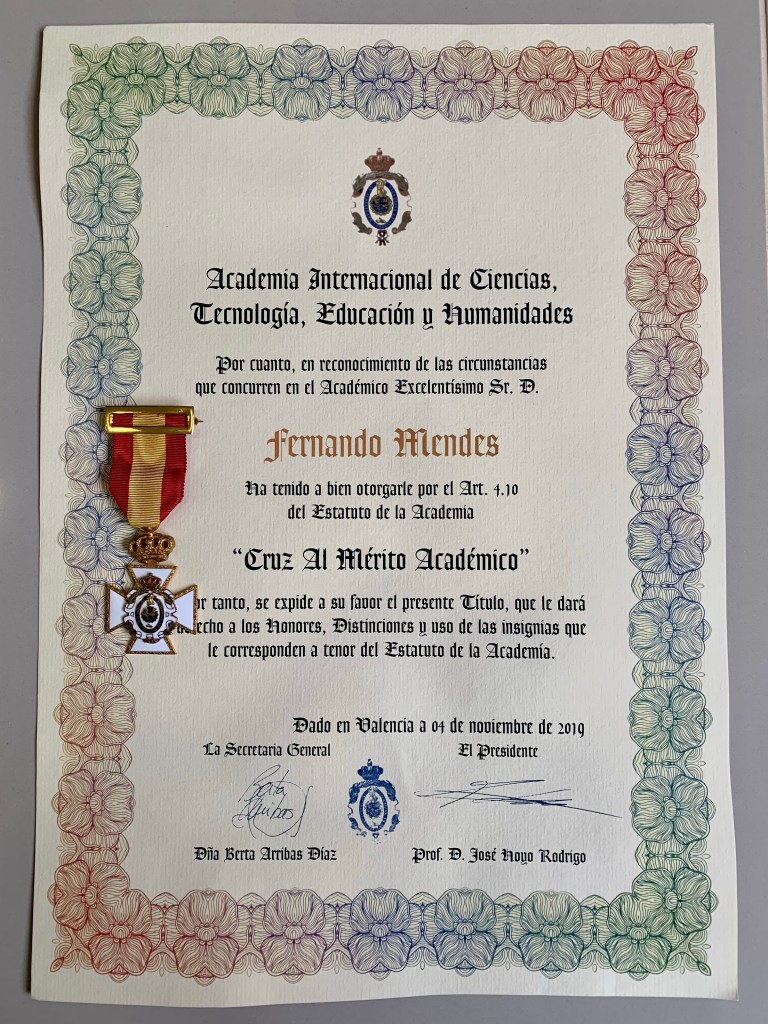 Academia Internacional de Ciencias,
Tecnología, Educación y Humanidades
Por cuanto, en reconocimiento de las circunstancias
que concurren en el Académico Excelentísimo Sr. D.
Fernando Mendes
Ha tenido a bien otorgarle por el Art. 4.10
del Estatuto de la Academia
“Cruz Al Mérito Académico”
tanto, se expide a su favor el presente Título, que le dará
a los Honores, Distinciones y uso de las insignias que
le corresponden a tenor del Estatuto de la Academía.
Dado en Valencia a 04 de noviembre de 2019
La Secretaria General El Presidente
Berta
Dña Berta Arribas Díaz Prof. D. José Hoyo Rodrigo